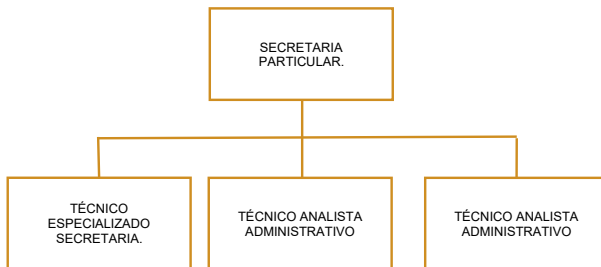 SECRETARIA
PARTICULAR.
TÉCNICO
ESPECIALIZADO
SECRETARIA.
TÉCNICO ANALISTA
ADMINISTRATIVO
TÉCNICO ANALISTA
ADMINISTRATIVO